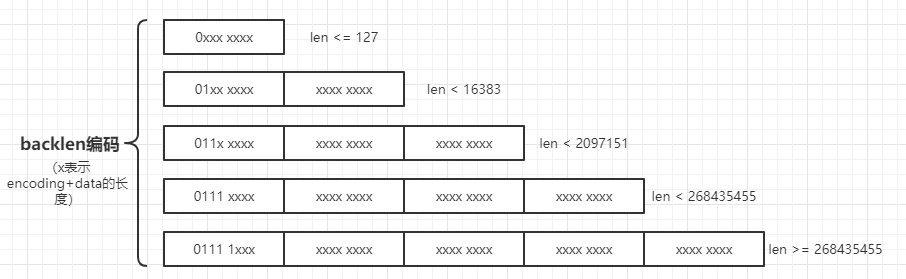 backlen编码
(x表示
encoding+data的长
度)
0xxx xxxx len <= 127
01xx xxxx xxxx xxxx len < 16383
011x xxxx xxxx xxxx xxxx xxxx len < 2097151
0111 xxxx xxxx xxxx xxxx xxxx xxxx xxxx len < 268435455
0111 1xxx xxxx xxxx xxxx xxxx xxxx xxxx xxxx xxxx len >= 268435455